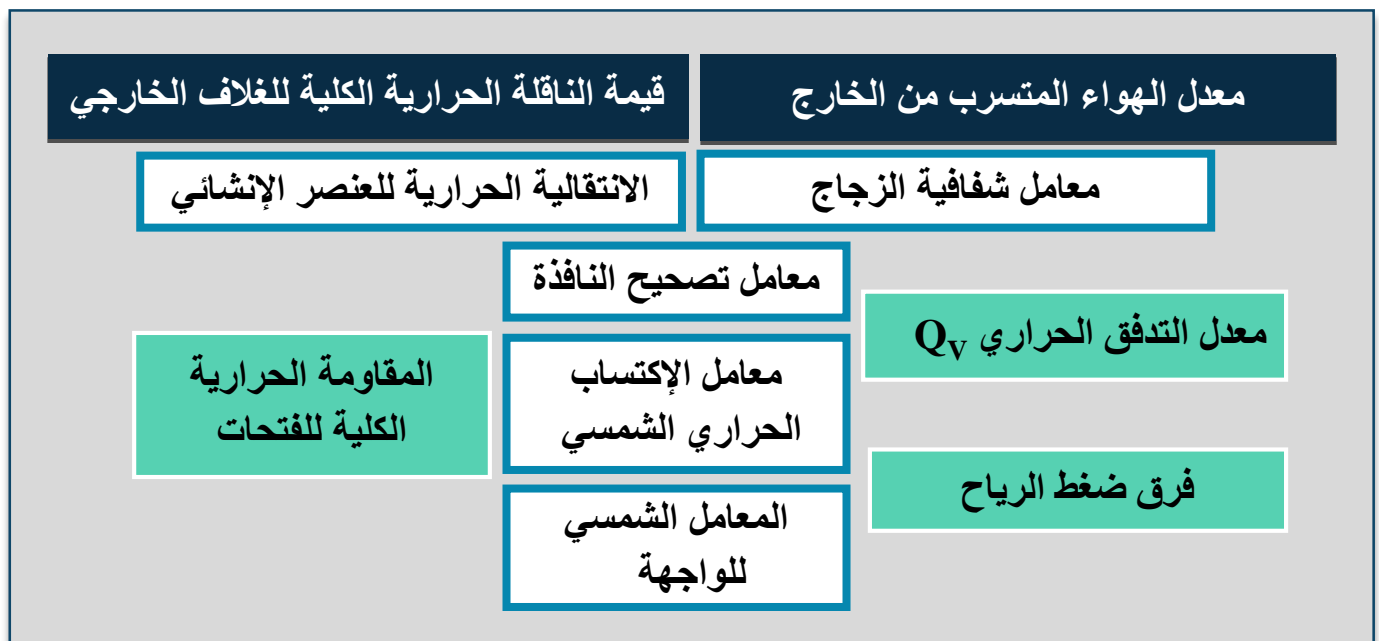 معدل الهواء المتسرب من الخارج
قيمة الناقلة الحرارية الكلية للغلاف الخارجي
معامل شفافية الزجاج
الانتقالية الحرارية للعنصر الإنشائي
معامل تصحيح النافذة
معدل التدفق الحراري Qv
معامل الإكتساب
الحراري الشمسي
المقاومة الحرارية
الكلية للفتحات
فرق ضغط الرياح
المعامل الشمسي
للواجهة